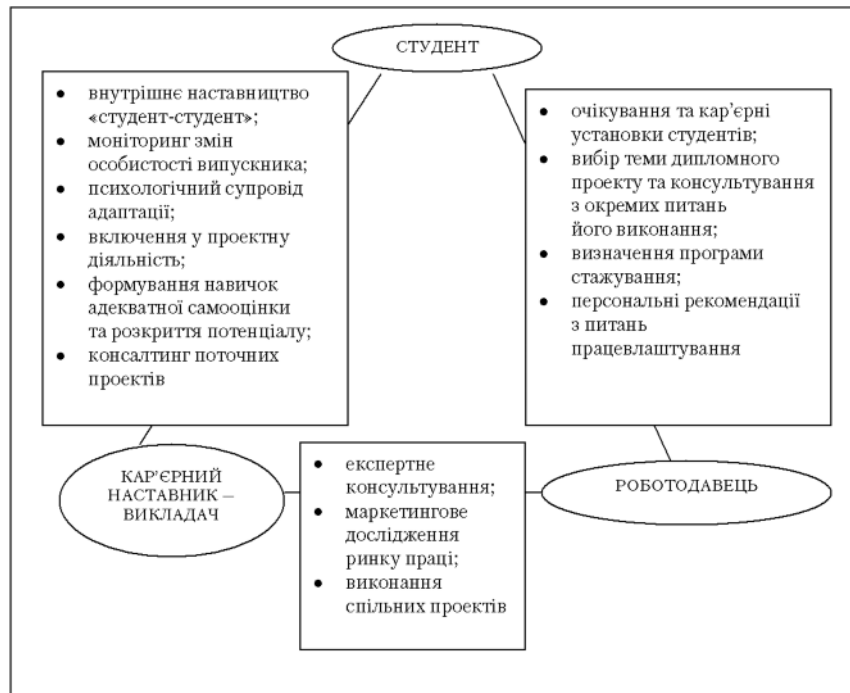 СТУДЕНТ
• внутрішнє наставництво
«студент-студент»;
• моніторинг змін
особистості випускника;
• психологічний супровід
адаптації;
• включення у проектну
діяльність;
• формування навичок
адекватної самооцінки
та розкриття потенціалу;
• консалтинг поточних
проектів
• очікування та кар’єрні
установки студентів;
• вибір теми дипломного
проекту та консультування
з окремих питань
його виконання;
• визначення програми
стажування;
• персональні рекомендації
з питань
працевлаштування
КАР’ЄРНИЙ
НАСТАВНИК –
ВИКЛАДАЧ
• експертне
консультування;
• маркетингове
дослідження
ринку праці;
• виконання
спільних проектів
РОБОТОДАВЕЦЬ